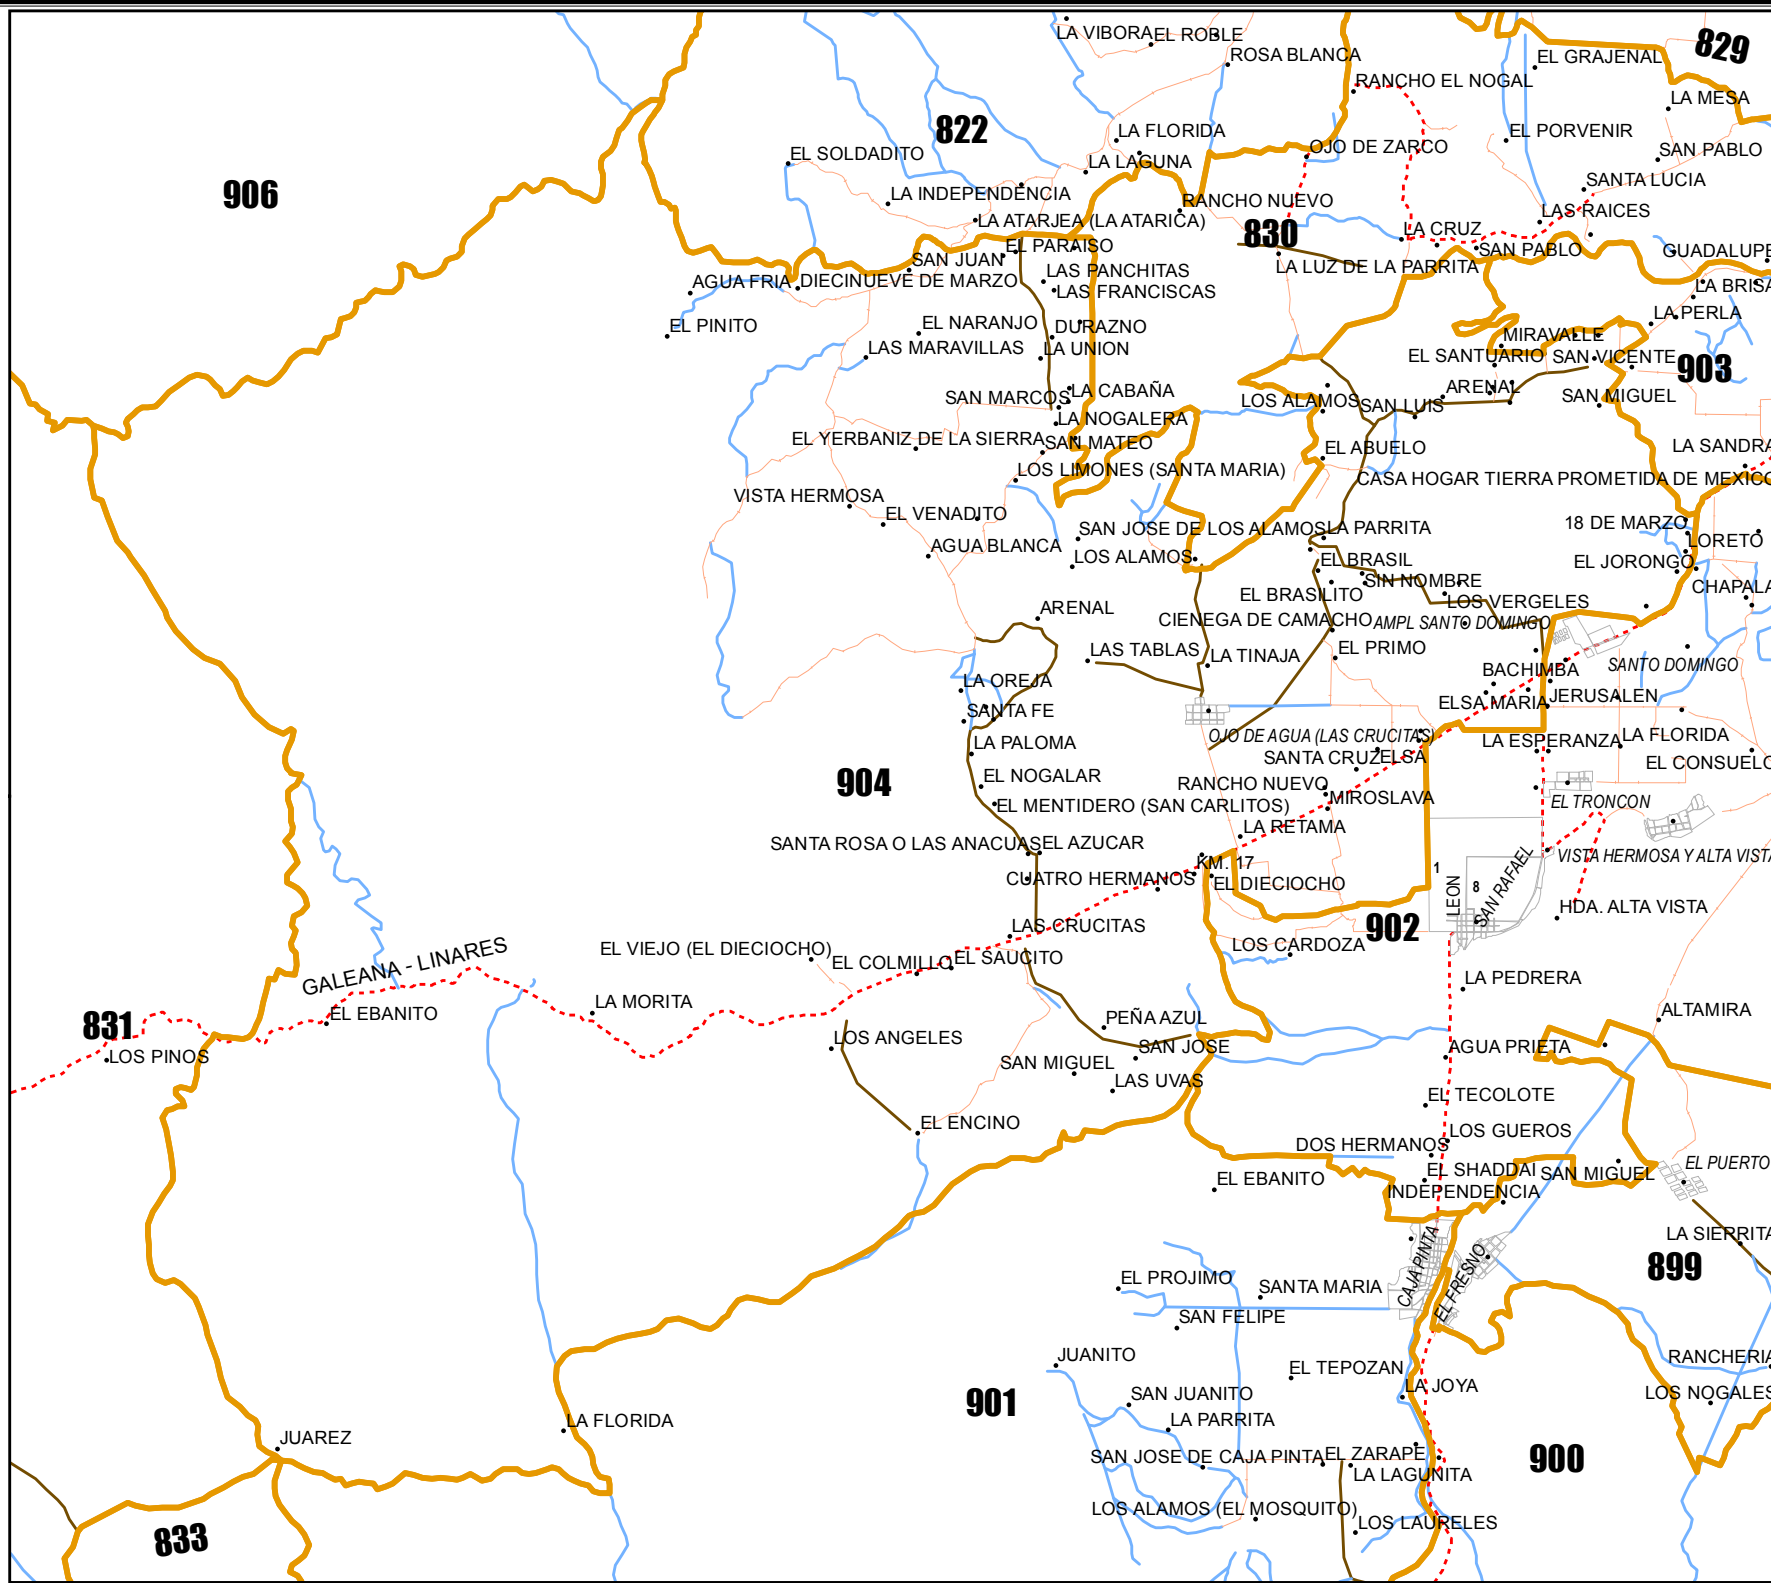 LA VIBORA
EL ROBLE
829
ROSA BLANCA
EL GRAJENAL
RANCHO EL NOGAL
LA MESA
822
LA FLORIDA
EL PORVENIR
OJO DE ZARCO
SAN PABLO
EL SOLDADITO
LA LAGUNA
906
LA INDEPENDENCIA
SANTA LUCIA
RANCHO NUEVO
LA ATARJEA (LA ATARICA)
LAS RAICES
830
LA CRUZ
EL PARAISO
SAN PABLO
GUADALUPE
SAN JUAN
LAS PANCHITAS
LA LUZ DE LA PARRITA
AGUA FRIA
DIECINUEVE DE MARZO
LAS FRANCISCAS
LA BRISA
LA PERLA
EL PINITO
EL NARANJO
DURAZNO
MIRAVALLE
LAS MARAVILLAS
LA UNION
EL SANTUARIO
SAN VICENTE
903
LA CABAÑA
ARENAL
SAN MARCOS
LOS ALAMOS
SAN LUIS
SAN MIGUEL
LA NOGALERA
EL YERBANIZ DE LA SIERRA
SAN MATEO
EL ABUELO
LA SANDRA
LOS LIMONES (SANTA MARIA)
CASA HOGAR TIERRA PROMETIDA DE MEXICO
VISTA HERMOSA
EL VENADITO
SAN JOSE DE LOS ALAMOS
LA PARRITA
18 DE MARZO
LORETO
AGUA BLANCA
LOS ALAMOS
EL BRASIL
EL JORONGO
SIN NOMBRE
CHAPALA
EL BRASILITO
LOS VERGELES
ARENAL
CIENEGA DE CAMACHO
AMPL SANTO DOMINGO
LAS TABLAS
LA TINAJA
EL PRIMO
SANTO DOMINGO
BACHIMBA
LA OREJA
ELSA MARIA
JERUSALEN
SANTA FE
LA PALOMA
OJO DE AGUA (LAS CRUCITAS)
LA ESPERANZA
LA FLORIDA
SANTA CRUZ
ELSA
EL CONSUELO
904
EL NOGALAR
RANCHO NUEVO
MIROSLAVA
EL MENTIDERO (SAN CARLITOS)
EL TRONCON
LA RETAMA
SANTA ROSA O LAS ANACUAS
EL AZUCAR
KM. 17
VISTA HERMOSA Y ALTA VISTA
1
CUATRO HERMANOS
EL DIECIOCHO
8
LEON
SAN RAFAEL
HDA. ALTA VISTA
LAS CRUCITAS
902
LOS CARDOZA
EL VIEJO (EL DIECIOCHO)
EL COLMILLO
EL SAUCITO
GALEANA - LINARES
LA PEDRERA
LA MORITA
ALTAMIRA
831
EL EBANITO
PEÑA AZUL
LOS PINOS
LOS ANGELES
SAN JOSE
AGUA PRIETA
SAN MIGUEL
LAS UVAS
EL TECOLOTE
EL ENCINO
LOS GUEROS
DOS HERMANOS
EL PUERTO
EL SHADDAI
SAN MIGUEL
EL EBANITO
INDEPENDENCIA
LA SIERRITA
CAJA PINTA
EL FRESNO
899
EL PROJIMO
SANTA MARIA
SAN FELIPE
JUANITO
EL TEPOZAN
RANCHERIA
901
SAN JUANITO
LA JOYA
LOS NOGALES
LA FLORIDA
LA PARRITA
JUAREZ
SAN JOSE DE CAJA PINTA
EL ZARAPE
900
LA LAGUNITA
LOS ALAMOS (EL MOSQUITO)
LOS LAURELES
833